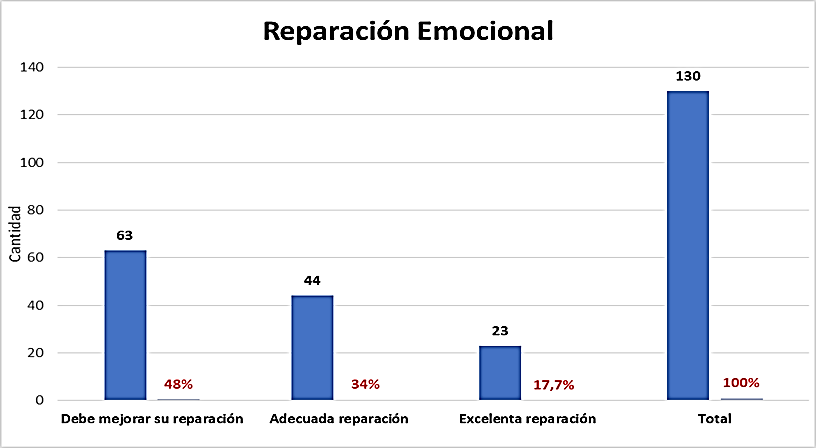 Reparación Emocional
Cantidad
140
120
100
80
60
40
20
0
63
48%
44
34%
23
17,7%
130
100%
Debe mejorar su reparación
Adecuada reparación
Excelenta reparación
Total